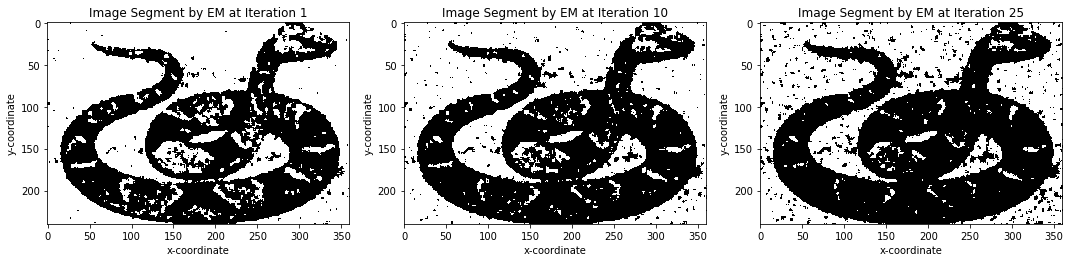 Image Segment by EM at Iteration 1
0
50
100
150
200
y-coordinate
0 50 100 150 200 250 300 350
x-coordinate
Image Segment by EM at Iteration 10
0
50
100
150
200
y-coordinate
0 50 100 150 200 250 300 350
x-coordinate
Image Segment by EM at Iteration 25
0
50
100
150
200
y-coordinate
0 50 100 150 200 250 300 350
x-coordinate